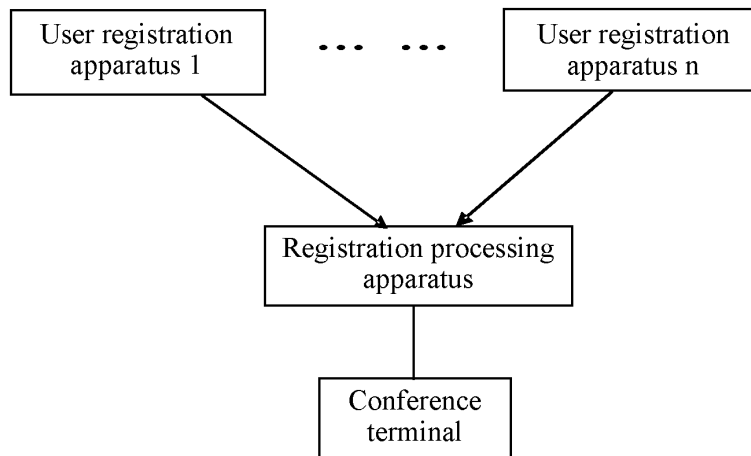 User registration
apparatus 1
... ...
User registration
apparatus n
Registration processing
apparatus
Conference
terminal